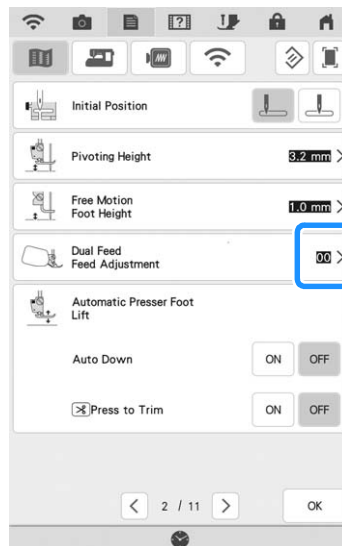 Initial Position
Pivoting Height
3.2 mm
Free Motion
Foot Height
1.0 mm
Dual Feed
Feed Adjustment
00
Automatic Presser Foot
Lift
Auto Down
ON
OFF
Press to Trim
ON
OFF
2 / 11
OK